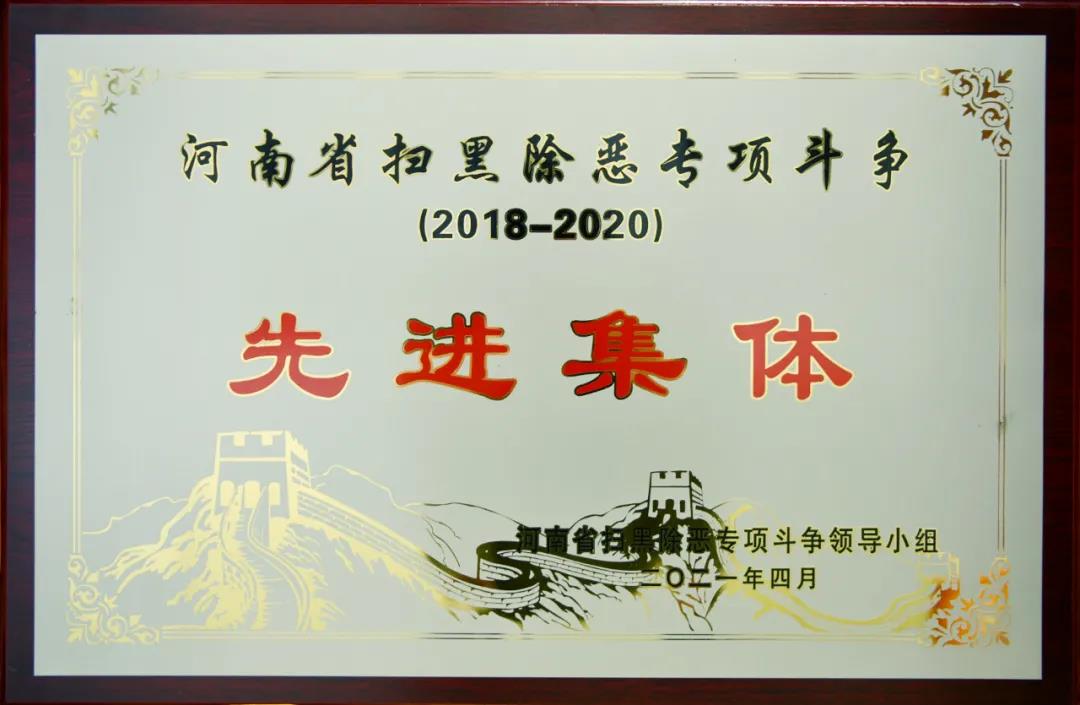 河南省扫黑除恶专项斗争
(2018-2020)
先进集体
河南省扫黑除恶专项斗争领导小组
二〇二一年四月